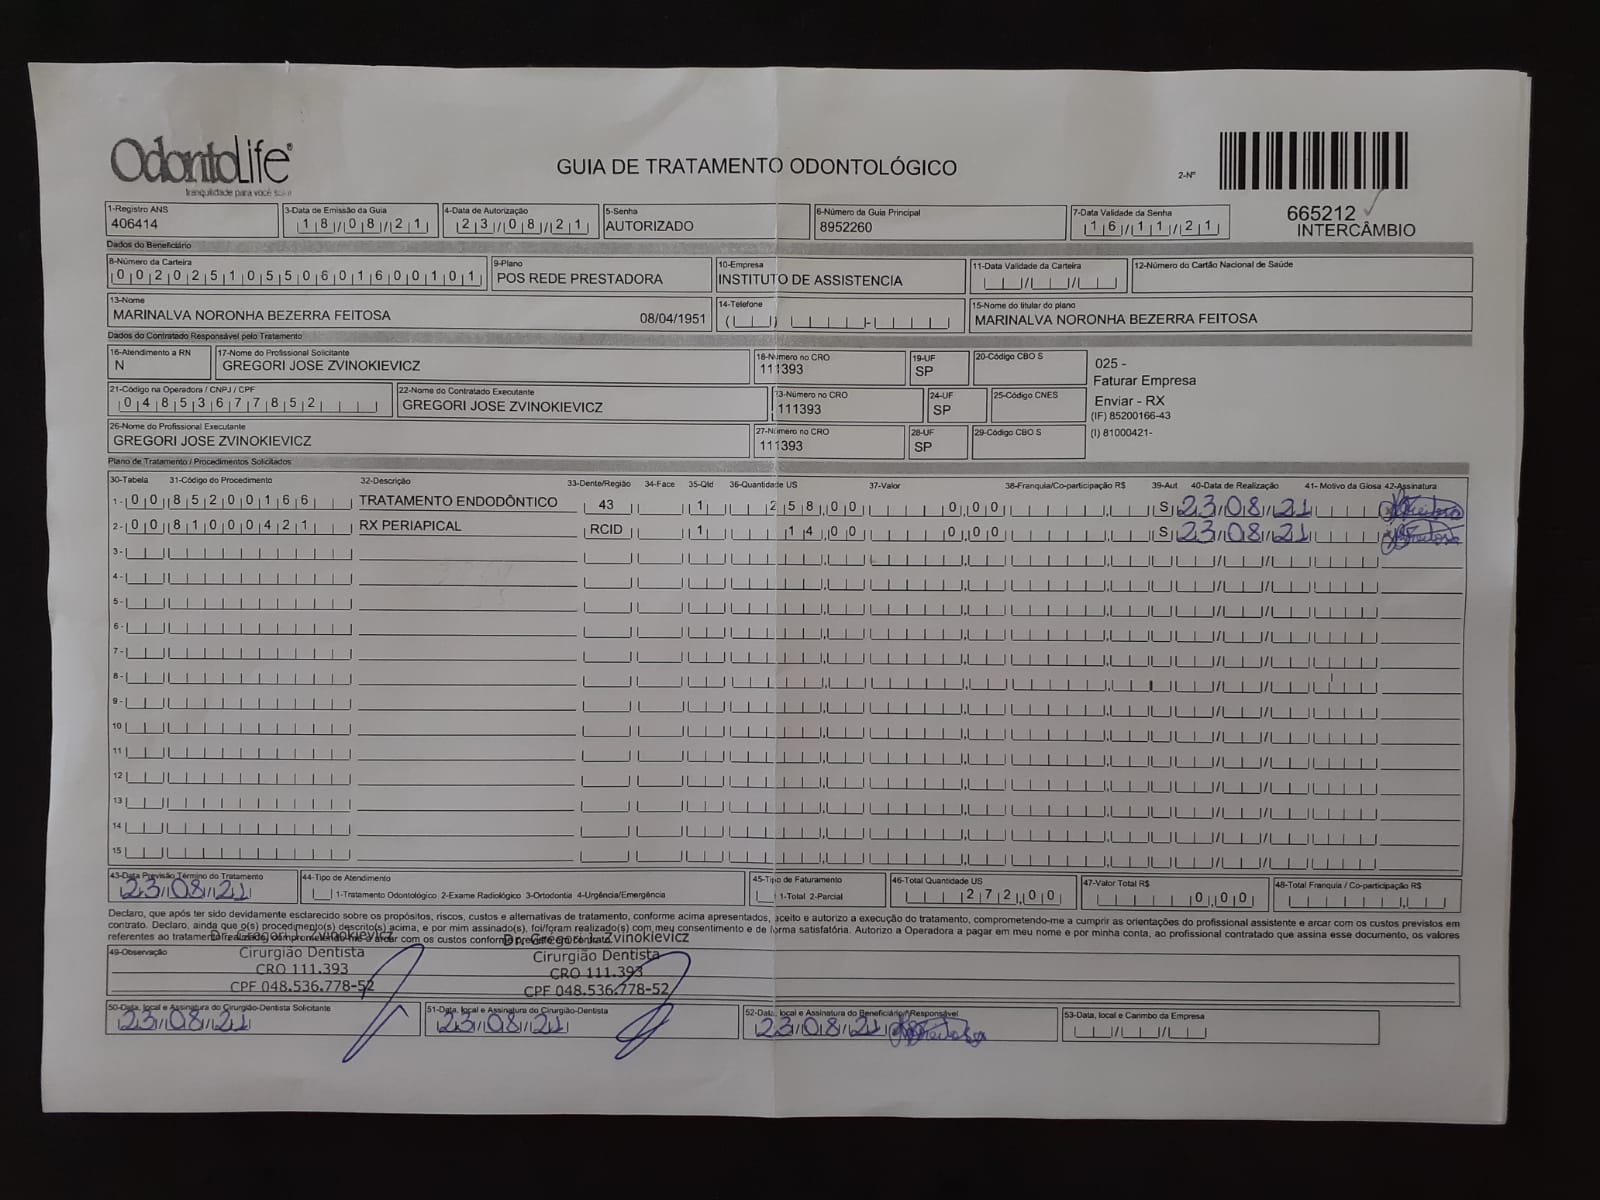 OdontoLife®
tranquilidade para você sorrir
GUIA DE TRATAMENTO ODONTOLÓGICO
2-Nº
665212
INTERCÂMBIO
1-Registro ANS
406414
3-Data de Emissão da Guia
18/08/21
4-Data de Autorização
23/08/21
5-Senha
AUTORIZADO
6-Número da Guia Principal
8952260
7-Data Validade da Senha
16/11/21
Dados do Beneficiário
8-Número da Carteira
00202510550601600101
9-Plano
POS REDE PRESTADORA
10-Empresa
INSTITUTO DE ASSISTENCIA
11-Data Validade da Carteira
12-Número do Cartão Nacional de Saúde
13-Nome
MARINALVA NORONHA BEZERRA FEITOSA 08/04/1951
14-Telefone
15-Nome do titular do plano
MARINALVA NORONHA BEZERRA FEITOSA
Dados do Contratado Responsável pelo Tratamento
16-Atendimento a RN
N
17-Nome do Profissional Solicitante
GREGORI JOSE ZVINOKIEVICZ
18-Número no CRO
111393
19-UF
SP
20-Código CBO S
025 -
Faturar Empresa
Enviar - RX
(IF) 85200166-43
(I) 81000421-
21-Código na Operadora / CNPJ / CPF
04853677852
22-Nome do Contratado Executante
GREGORI JOSE ZVINOKIEVICZ
23-Número no CRO
111393
24-UF
SP
25-Código CNES
26-Nome do Profissional Executante
GREGORI JOSE ZVINOKIEVICZ
27-Número no CRO
111393
28-UF
SP
29-Código CBO S
Plano de Tratamento / Procedimentos Solicitados
30-Tabela 31-Código do Procedimento 32-Descrição 33-Dente/Região 34-Face 35-Qtd 36-Quantidade US 37-Valor 38-Franquia/Co-participação R$ 39-Aut 40-Data de Realização 41- Motivo da Glosa 42-Assinatura
1- 00 85200166 TRATAMENTO ENDODÔNTICO 43 1 258,00 0,00 S 23/08/21
2- 00 81000421 RX PERIAPICAL RCID 1 14,00 0,00 S 23/08/21
3-
4-
5-
6-
7-
8-
9-
10
11
12
13
14
15
43-Data Previsão Término do Tratamento
23/08/21
44-Tipo de Atendimento
1-Tratamento Odontológico 2-Exame Radiológico 3-Ortodontia 4-Urgência/Emergência
45-Tipo de Faturamento
1-Total 2-Parcial
46-Total Quantidade US
272,00
47-Valor Total R$
0,00
48-Total Franquia / Co-participação R$
Declaro, que após ter sido devidamente esclarecido sobre os propósitos, riscos, custos e alternativas de tratamento, conforme acima apresentados, aceito e autorizo a execução do tratamento, comprometendo-me a cumprir as orientações do profissional assistente e arcar com os custos previstos em
contrato. Declaro, ainda que o(s) procedimento(s) descrito(s) acima, e por mim assinado(s), foi/foram realizado(s) com meu consentimento e de forma satisfatória. Autorizo a Operadora a pagar em meu nome e por minha conta, ao profissional contratado que assina esse documento, os valores
referentes ao tratamento realizado, comprometendo-me a arcar com os custos conforme previsto em contrato.
49-Observação
Dr. Gregori J. Zvinokievicz
Cirurgião Dentista
CRO 111.393
CPF 048.536.778-52
Dr. Gregori J. Zvinokievicz
Cirurgião Dentista
CRO 111.393
CPF 048.536.778-52
50-Data, local e Assinatura do Cirurgião-Dentista Solicitante
23/08/21
51-Data, local e Assinatura do Cirurgião-Dentista
23/08/21
52-Data, local e Assinatura do Beneficiário / Responsável
23/08/21
53-Data, local e Carimbo da Empresa